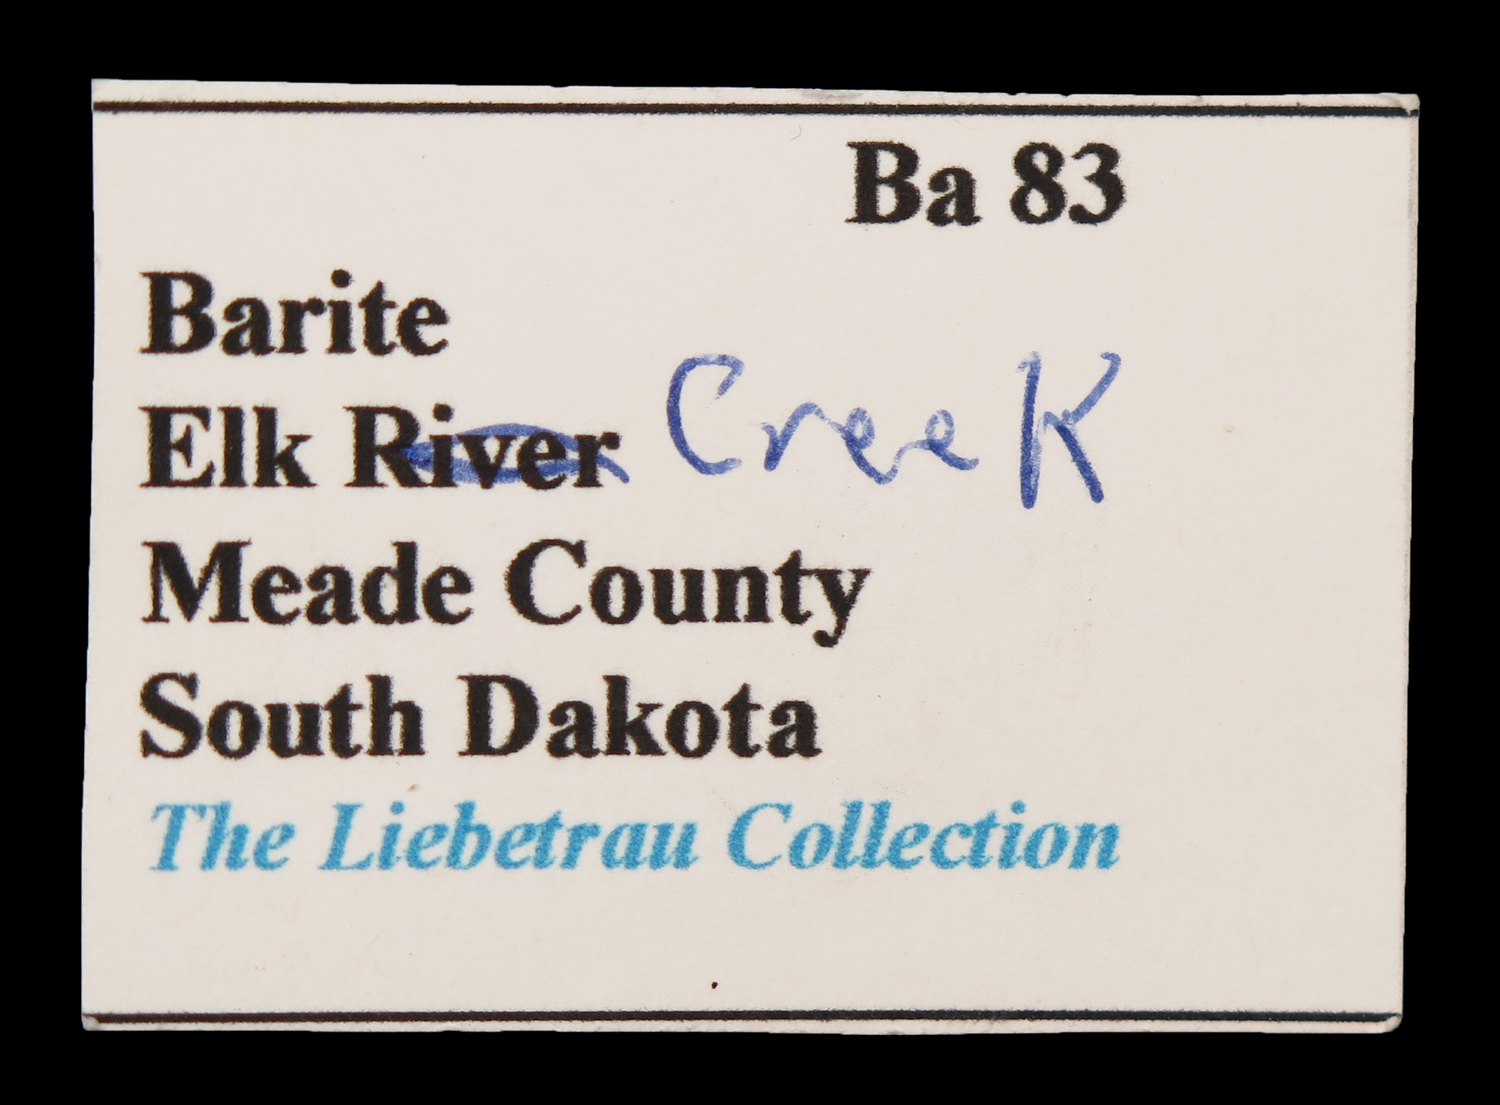 Ba 83
Barite
Elk River Creek
Meade County
South Dakota
The Liebetrau Collection